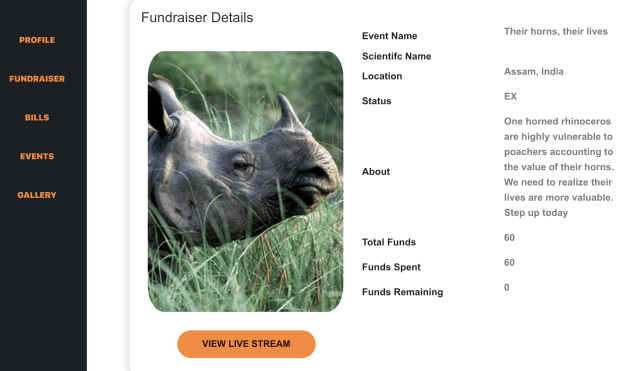 PROFILE
FUNDRAISER
BILLS
EVENTS
GALLERY
Fundraiser Details
Event Name
Their horns, their lives
Scientifc Name
Location
Assam, India
Status
EX
About
One horned rhinoceros
are highly vulnerable to
poachers accounting to
the value of their horns.
We need to realize their
lives are more valuable.
Step up today
Total Funds
60
Funds Spent
60
Funds Remaining
0
VIEW LIVE STREAM